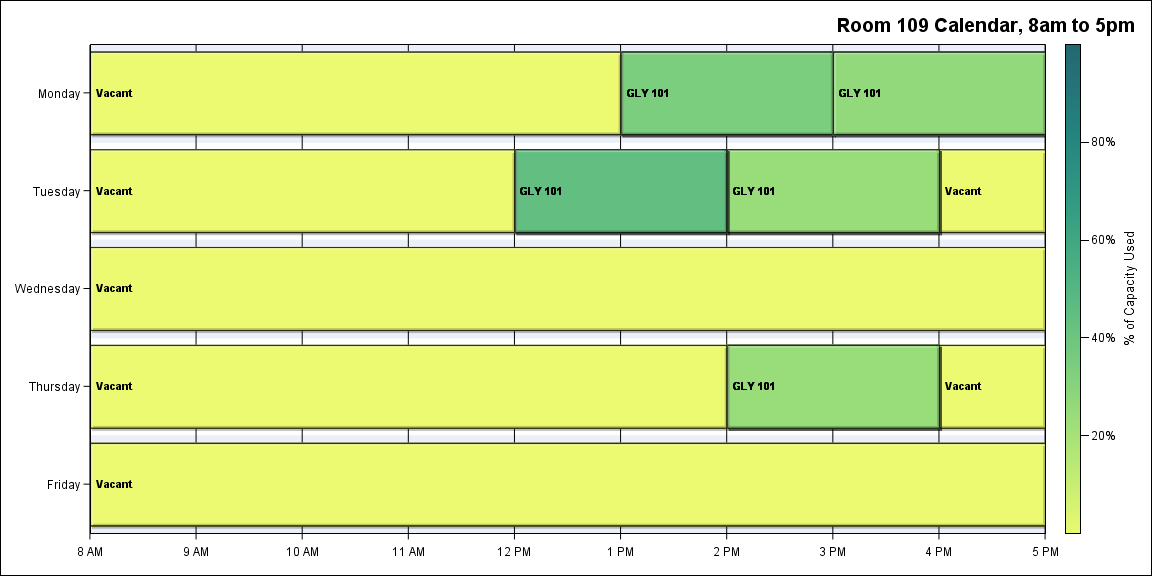 Room 109 Calendar, 8am to 5pm
Monday
Vacant
GLY 101
GLY 101
Tuesday
Vacant
GLY 101
GLY 101
Vacant
Wednesday
Vacant
Thursday
Vacant
GLY 101
Vacant
Friday
Vacant
8 AM
9 AM
10 AM
11 AM
12 PM
1 PM
2 PM
3 PM
4 PM
5 PM
80%
60%
40%
20%
% of Capacity Used